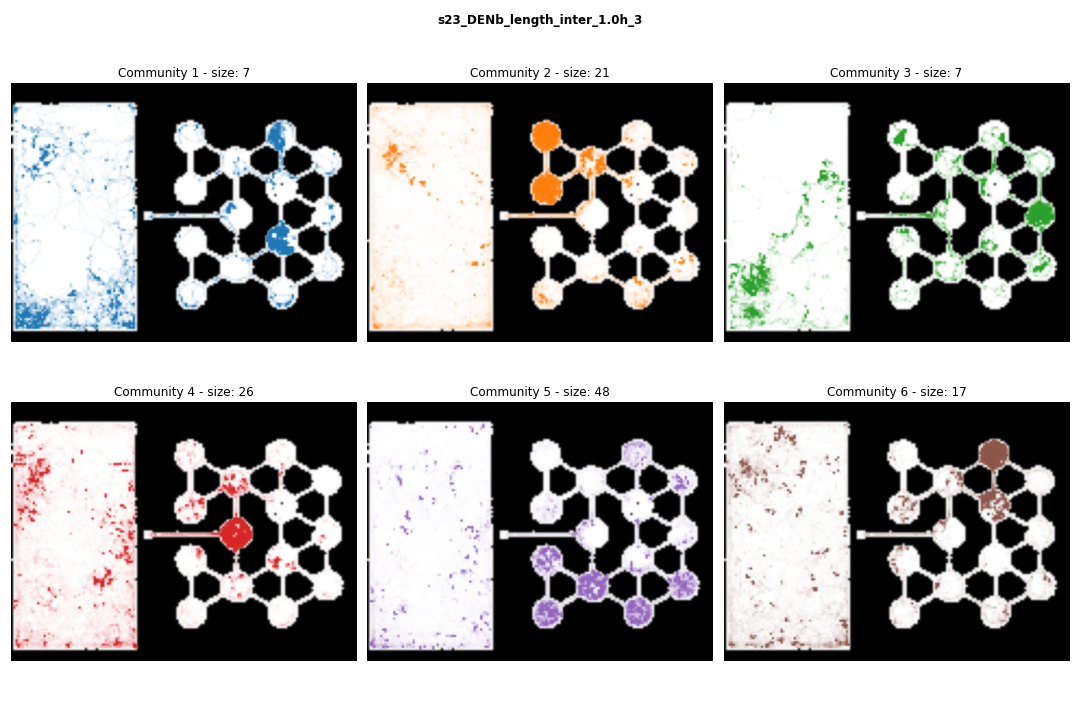 s23_DENb_length_inter_1.0h_3
Community 1 - size: 7
Community 2 - size: 21
Community 3 - size: 7
Community 4 - size: 26
Community 5 - size: 48
Community 6 - size: 17